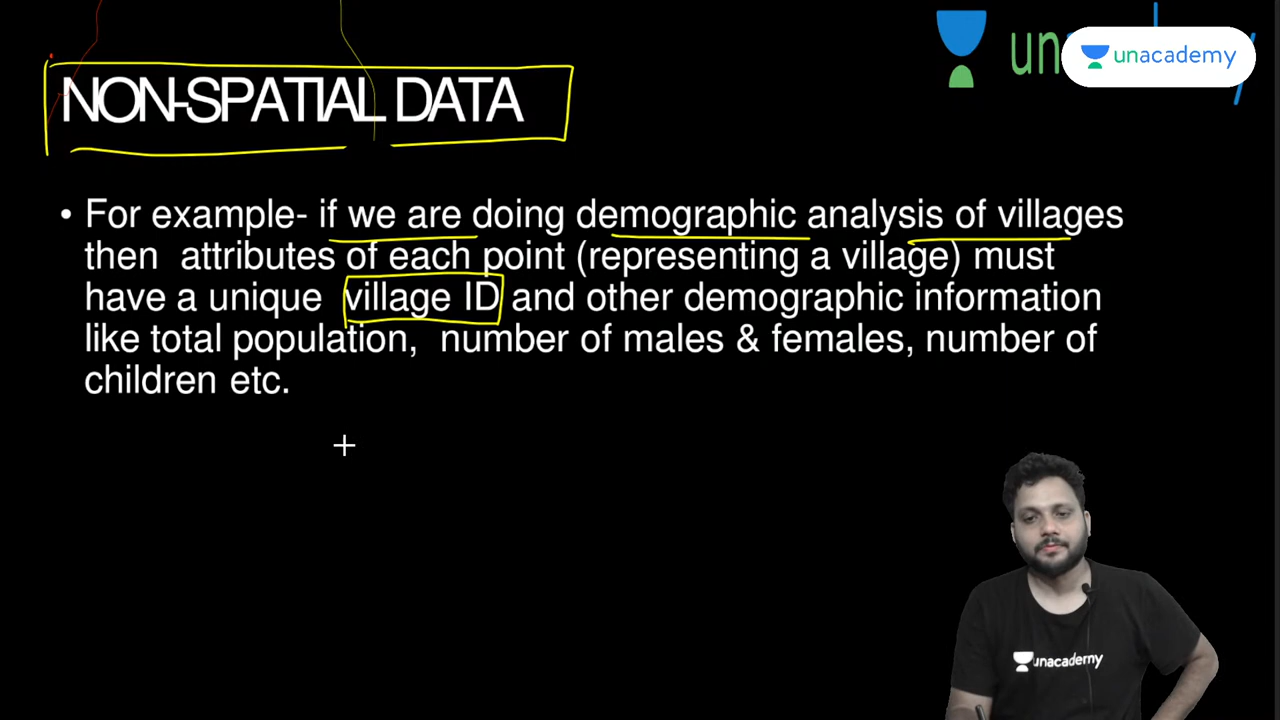 unacademy
NON-SPATIAL DATA
• For example- if we are doing demographic analysis of villages
then attributes of each point (representing a village) must
have a unique village ID and other demographic information
like total population, number of males & females, number of
children etc.
unacademy